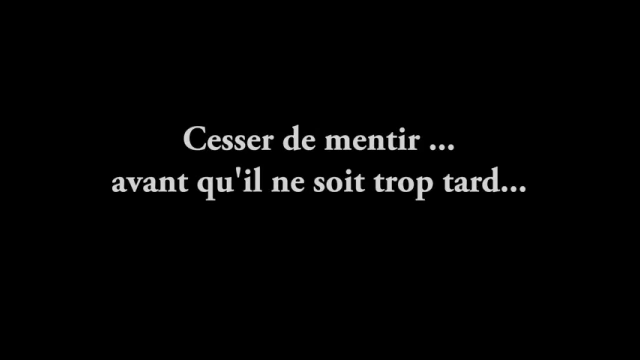 Cesser de mentir ...
avant qu'il ne soit trop tard...